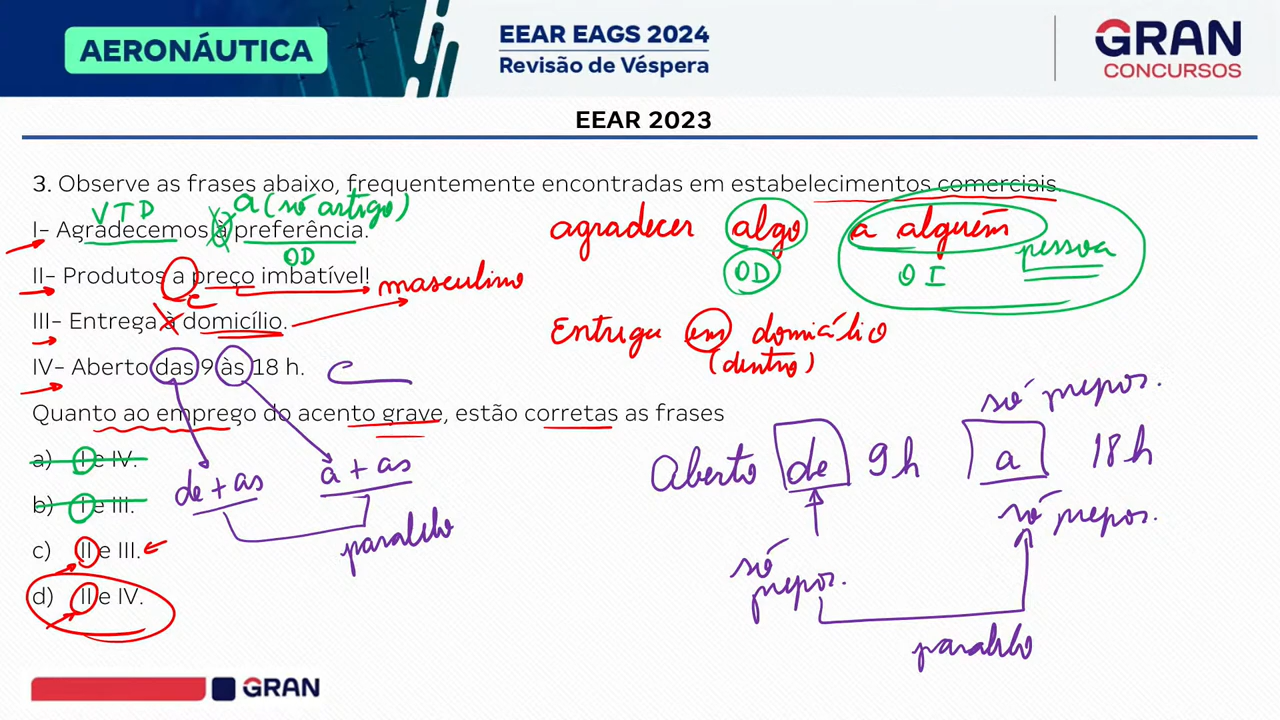 AERONÁUTICA
EEAR EAGS 2024
Revisão de Véspera
GRAN
CONCURSOS
EEAR 2023
3. Observe as frases abaixo, frequentemente encontradas em estabelecimentos comerciais.
VTD
a (só artigo)
I- Agradecemos à preferência.
OD
agradecer algo a alguém
OD
OI
pessoa
II- Produtos a preço imbatível!
C
masculino
III- Entrega à domicílio.
Entrega em domicílio
(dentro)
IV- Aberto das 9 às 18 h.
C
Quanto ao emprego do acento grave, estão corretas as frases
a) I e IV.
b) I e III.
c) II e III.
d) II e IV.
de + as
a + as
paralelo
só prepos.
Aberto de 9h a 18h
só prepos.
só prepos.
paralelo
GRAN